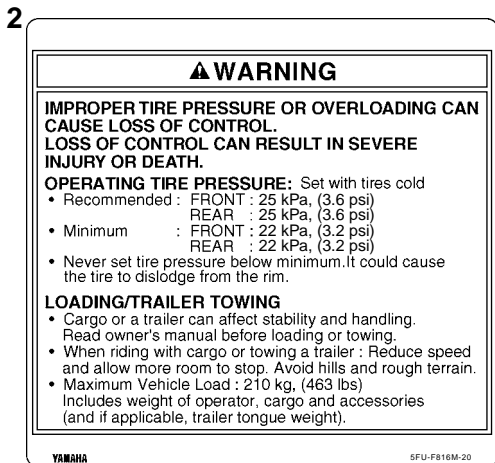 2
⚠WARNING
IMPROPER TIRE PRESSURE OR OVERLOADING CAN
CAUSE LOSS OF CONTROL.
LOSS OF CONTROL CAN RESULT IN SEVERE
INJURY OR DEATH.
OPERATING TIRE PRESSURE: Set with tires cold
• Recommended : FRONT : 25 kPa, (3.6 psi)
REAR : 25 kPa, (3.6 psi)
• Minimum : FRONT : 22 kPa, (3.2 psi)
REAR : 22 kPa, (3.2 psi)
• Never set tire pressure below minimum.It could cause
the tire to dislodge from the rim.
LOADING/TRAILER TOWING
• Cargo or a trailer can affect stability and handling.
Read owner's manual before loading or towing.
• When riding with cargo or towing a trailer : Reduce speed
and allow more room to stop. Avoid hills and rough terrain.
• Maximum Vehicle Load : 210 kg, (463 lbs)
Includes weight of operator, cargo and accessories
(and if applicable, trailer tongue weight).
YAMAHA 5FU-F816M-20